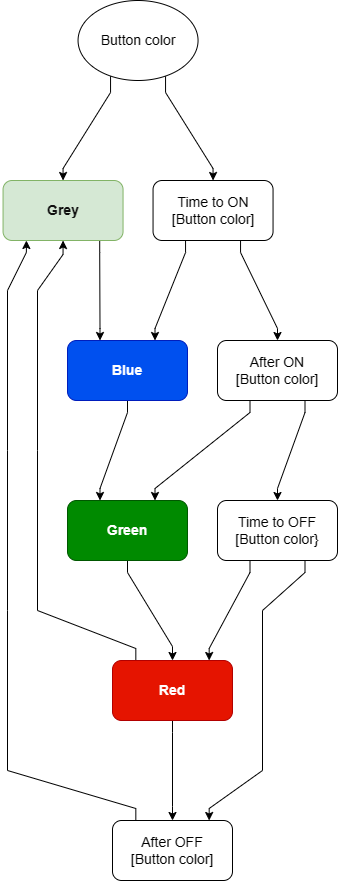 Button color
Grey
Time to ON
[Button color]
Blue
After ON
[Button color]
Green
Time to OFF
[Button color}
Red
After OFF
[Button color]